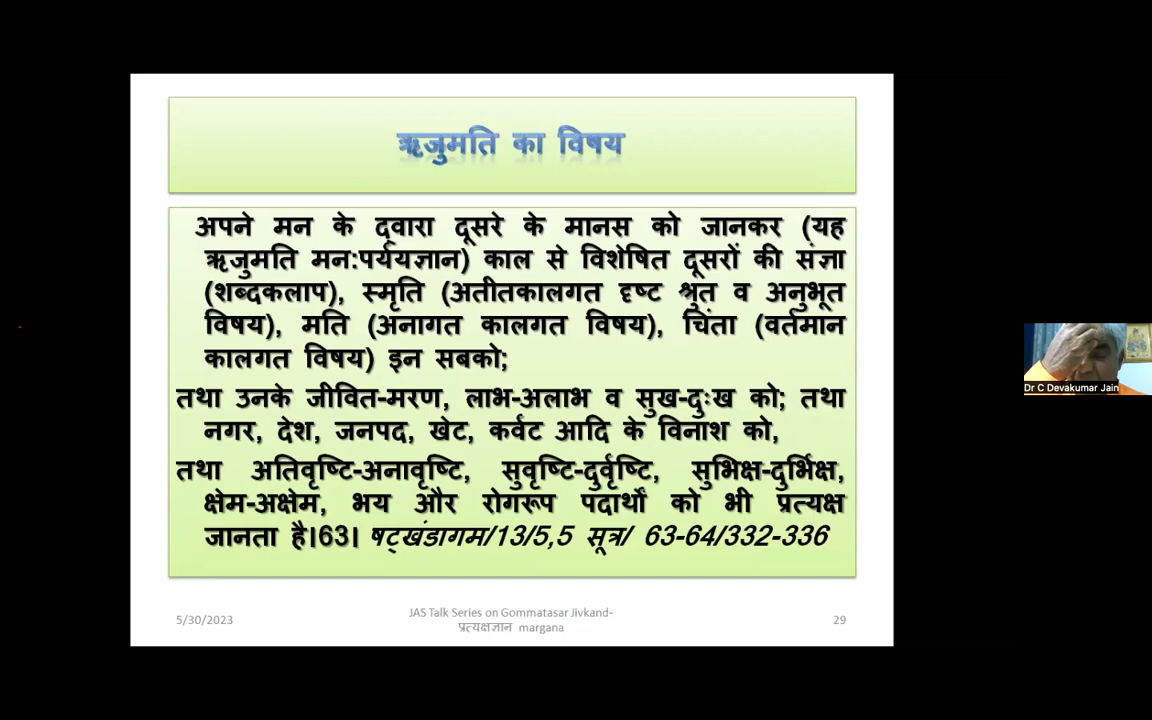 ऋजुमति का विषय
अपने मन के द्वारा दूसरे के मानस को जानकर (यह
ऋजुमति मन:पर्ययज्ञान) काल से विशेषित दूसरों की संज्ञा
(शब्दकलाप), स्मृति (अतीतकालगत दृष्ट श्रुत व अनुभूत
विषय), मति (अनागत कालगत विषय), चिंता (वर्तमान
कालगत विषय) इन सबको;
तथा उनके जीवित-मरण, लाभ-अलाभ व सुख-दुःख को; तथा
नगर, देश, जनपद, खेट, कर्वट आदि के विनाश को,
तथा अतिवृष्टि-अनावृष्टि, सुवृष्टि-दुर्वृष्टि, सुभिक्ष-दुर्भिक्ष,
क्षेम-अक्षेम, भय और रोगरूप पदार्थों को भी प्रत्यक्ष
जानता है।63। षट्खंडागम/13/5,5 सूत्र/ 63-64/332-336
5/30/2023
JAS Talk Series on Gommatasar Jivkand-
प्रत्यक्षज्ञान margana
29
Dr C Devakumar Jain